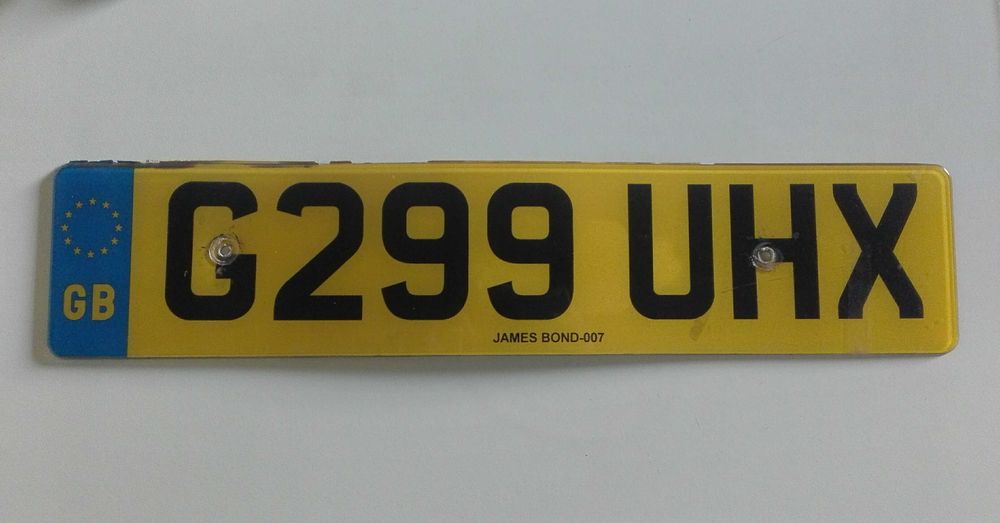 GB
G299 UHX
JAMES BOND-007